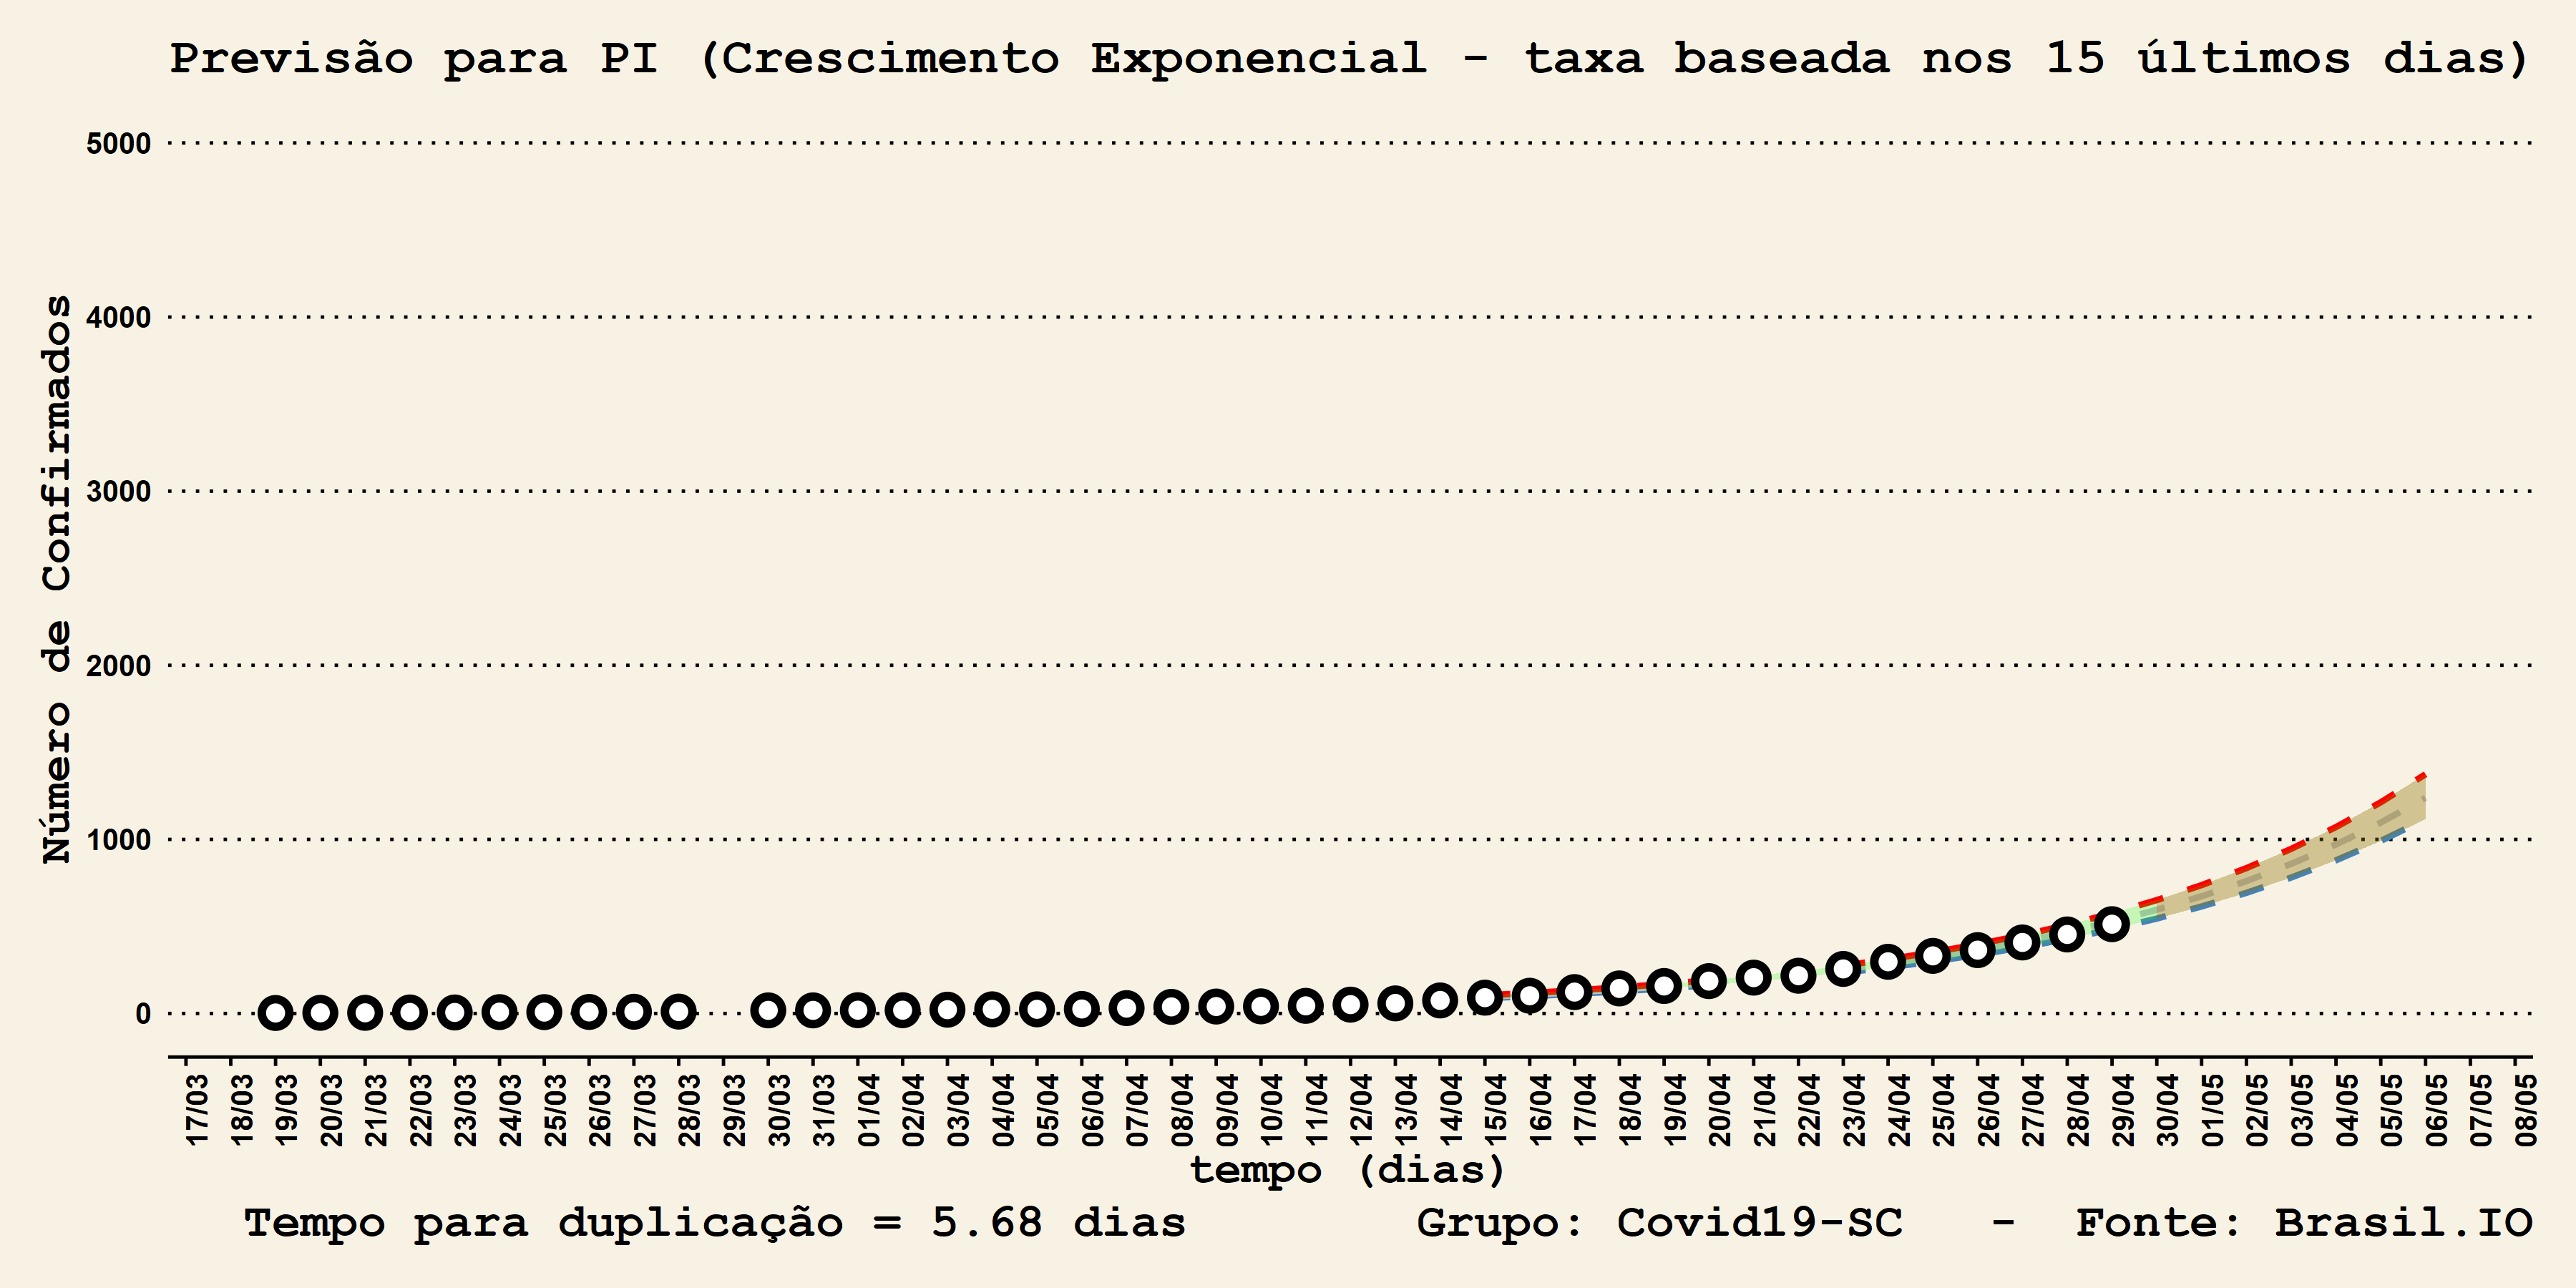 Previsão para PI (Crescimento Exponencial - taxa baseada nos 15 últimos dias)
Número de Confirmados
5000
4000
3000
2000
1000
0
17/03 18/03 19/03 20/03 21/03 22/03 23/03 24/03 25/03 26/03 27/03 28/03 29/03 30/03 31/03 01/04 02/04 03/04 04/04 05/04 06/04 07/04 08/04 09/04 10/04 11/04 12/04 13/04 14/04 15/04 16/04 17/04 18/04 19/04 20/04 21/04 22/04 23/04 24/04 25/04 26/04 27/04 28/04 29/04 30/04 01/05 02/05 03/05 04/05 05/05 06/05 07/05 08/05
tempo (dias)
Tempo para duplicação = 5.68 dias Grupo: Covid19-SC - Fonte: Brasil.IO